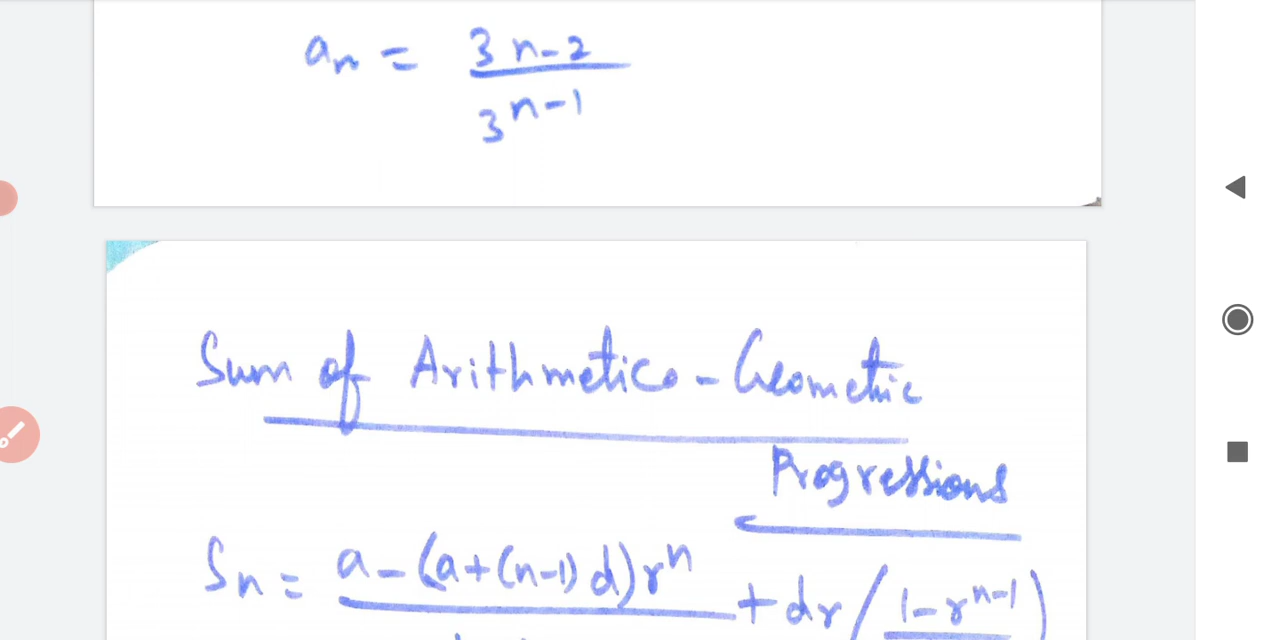 aₙ = 3n-2
3ⁿ⁻¹
Sum of Arithmetico-Geometric
Progressions
Sₙ = a-(a+(n-1)d)rⁿ + dr(1-rⁿ⁻¹)